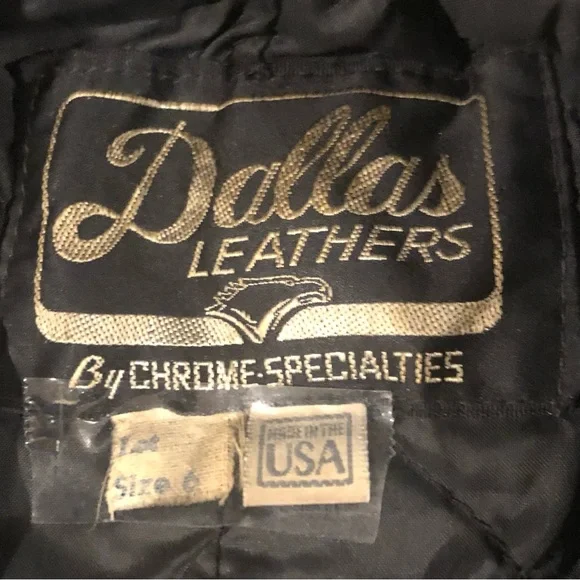 Dallas
LEATHERS
By CHROME-SPECIALTIES
Size 6
MADE IN THE
USA